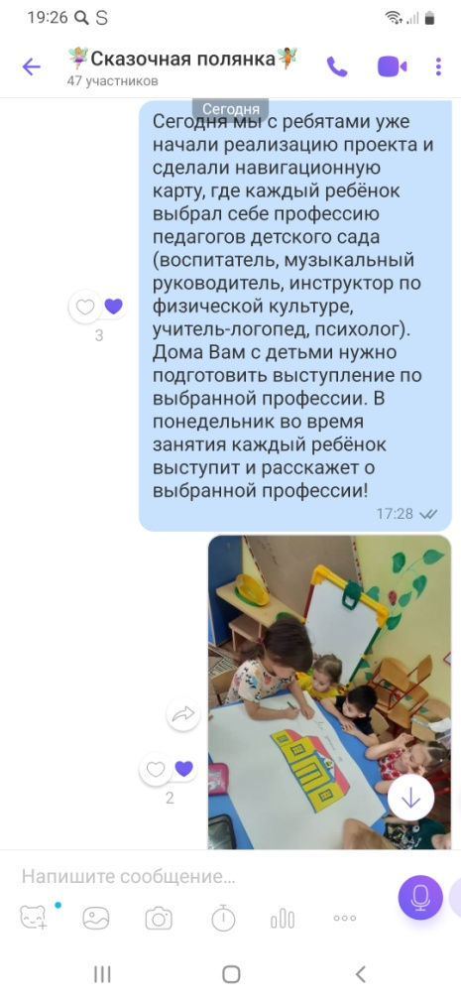 19:26
Сказочная полянка
47 участников
Сегодня
Сегодня мы с ребятами уже
начали реализацию проекта и
сделали навигационную
карту, где каждый ребёнок
выбрал себе профессию
педагогов детского сада
(воспитатель, музыкальный
руководитель, инструктор по
физической культуре,
учитель-логопед, психолог).
Дома Вам с детьми нужно
подготовить выступление по
выбранной профессии. В
понедельник во время
занятия каждый ребёнок
выступит и расскажет о
выбранной профессии!
17:28
3
2
Напишите сообщение...